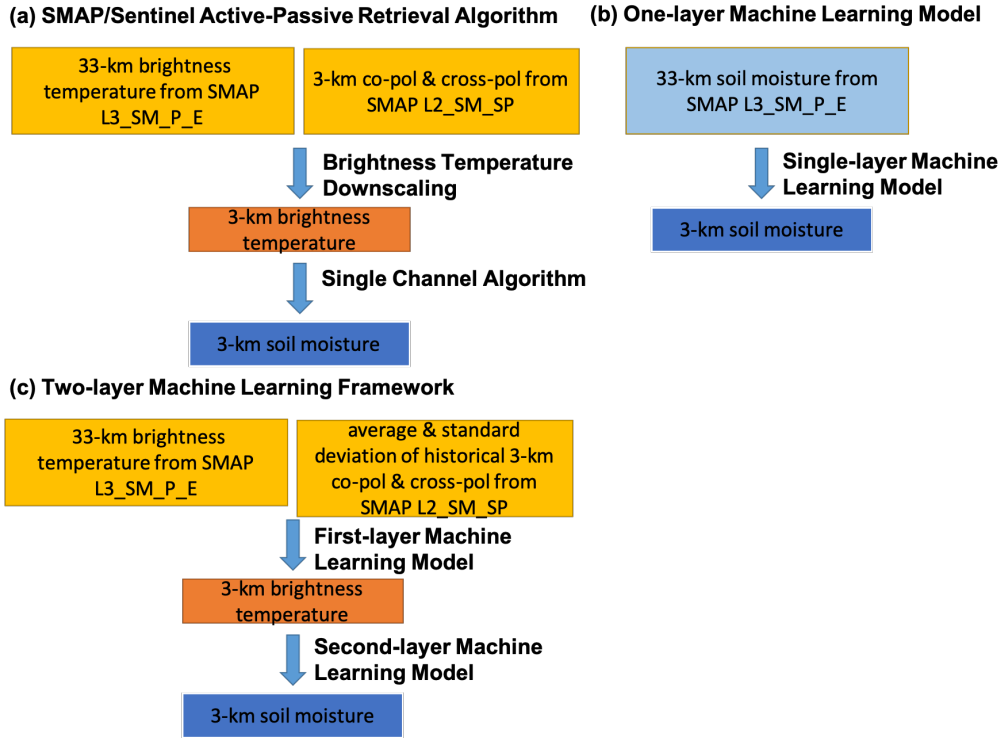 (a) SMAP/Sentinel Active-Passive Retrieval Algorithm
33-km brightness
temperature from SMAP
L3_SM_P_E
3-km co-pol & cross-pol from
SMAP L2_SM_SP
Brightness Temperature
Downscaling
3-km brightness
temperature
Single Channel Algorithm
3-km soil moisture
(b) One-layer Machine Learning Model
33-km soil moisture from
SMAP L3_SM_P_E
Single-layer Machine
Learning Model
3-km soil moisture
(c) Two-layer Machine Learning Framework
33-km brightness
temperature from SMAP
L3_SM_P_E
average & standard
deviation of historical 3-km
co-pol & cross-pol from
SMAP L2_SM_SP
First-layer Machine
Learning Model
3-km brightness
temperature
Second-layer Machine
Learning Model
3-km soil moisture